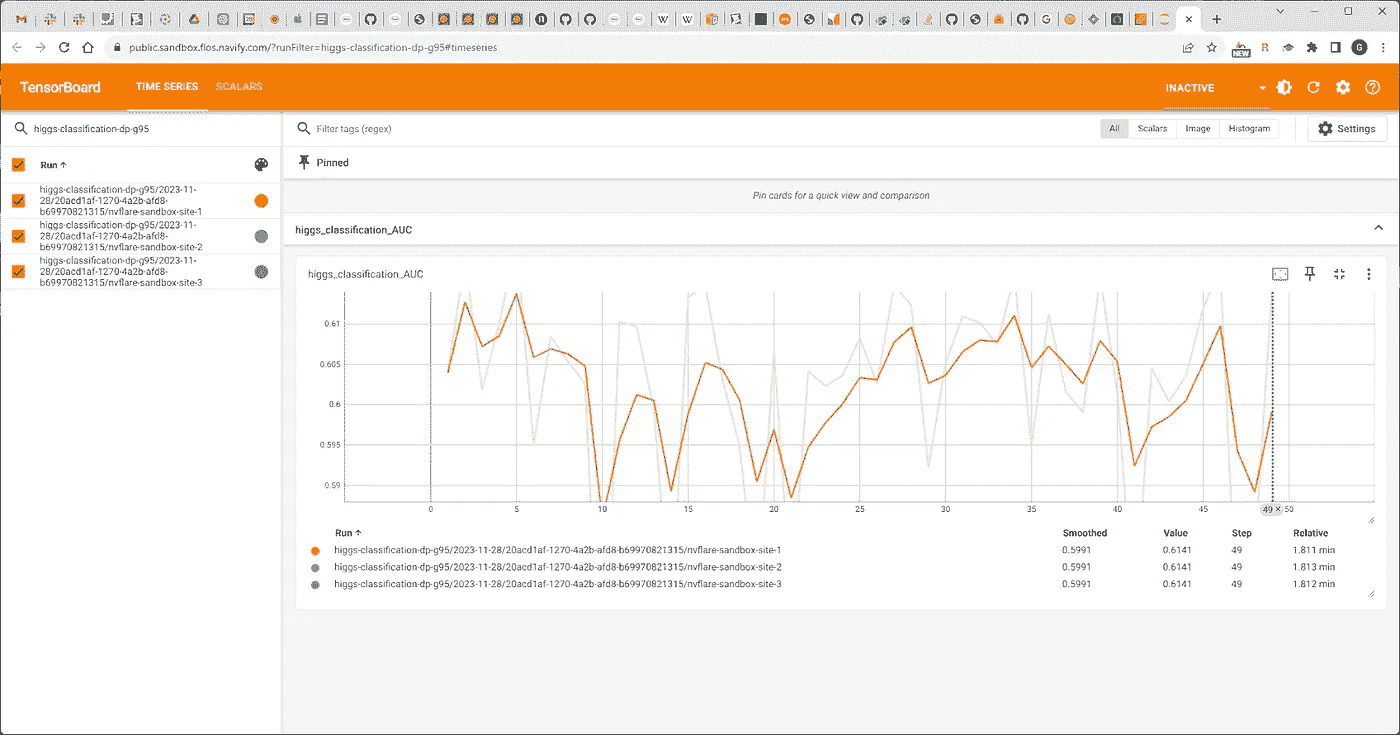 public.sandbox.flos.navify.com/?runFilter=higgs-classification-dp-g95#timeseries
NEW
R
G
TensorBoard
TIME SERIES
SCALARS
INACTIVE
higgs-classification-dp-g95
Filter tags (regex)
All
Scalars
Image
Histogram
Settings
Run ↑
higgs-classification-dp-g95/2023-11-
28/20acd1af-1270-4a2b-afd8-
b69970821315/nvflare-sandbox-site-1
higgs-classification-dp-g95/2023-11-
28/20acd1af-1270-4a2b-afd8-
b69970821315/nvflare-sandbox-site-2
higgs-classification-dp-g95/2023-11-
28/20acd1af-1270-4a2b-afd8-
b69970821315/nvflare-sandbox-site-3
Pinned
Pin cards for a quick view and comparison
higgs_classification_AUC
higgs_classification_AUC
0.61
0.605
0.6
0.595
0.59
0 5 10 15 20 25 30 35 40 45 49 × 50
Run ↑ Smoothed Value Step Relative
higgs-classification-dp-g95/2023-11-28/20acd1af-1270-4a2b-afd8-b69970821315/nvflare-sandbox-site-1 0.5991 0.6141 49 1.811 min
higgs-classification-dp-g95/2023-11-28/20acd1af-1270-4a2b-afd8-b69970821315/nvflare-sandbox-site-2 0.5991 0.6141 49 1.813 min
higgs-classification-dp-g95/2023-11-28/20acd1af-1270-4a2b-afd8-b69970821315/nvflare-sandbox-site-3 0.5991 0.6141 49 1.812 min